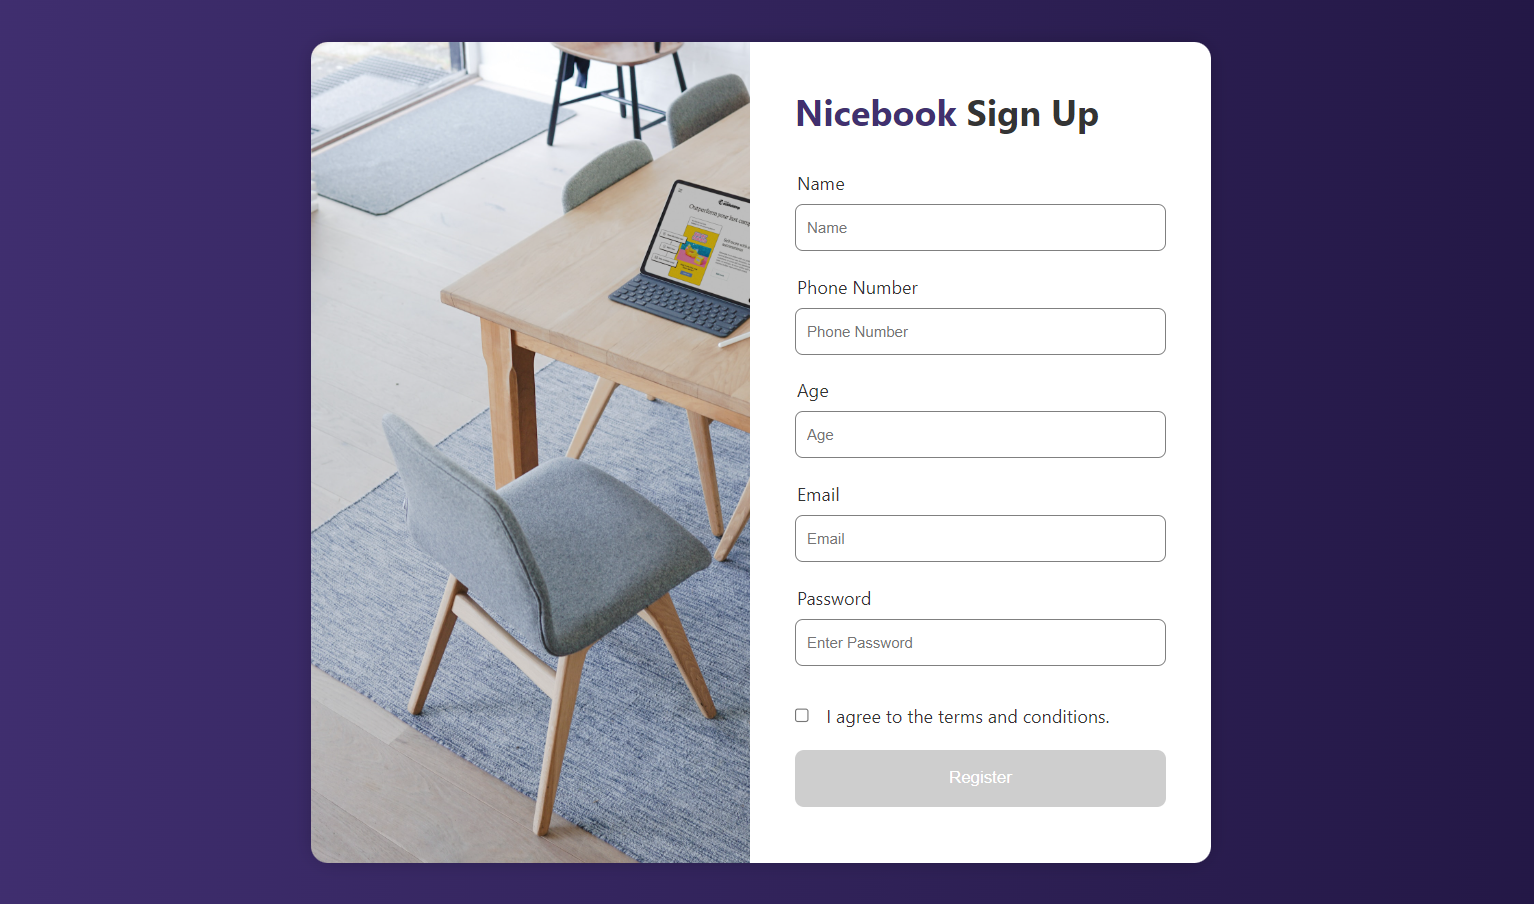 Nicebook Sign Up
Name
Name
Phone Number
Phone Number
Age
Age
Email
Email
Password
Enter Password
I agree to the terms and conditions.
Register